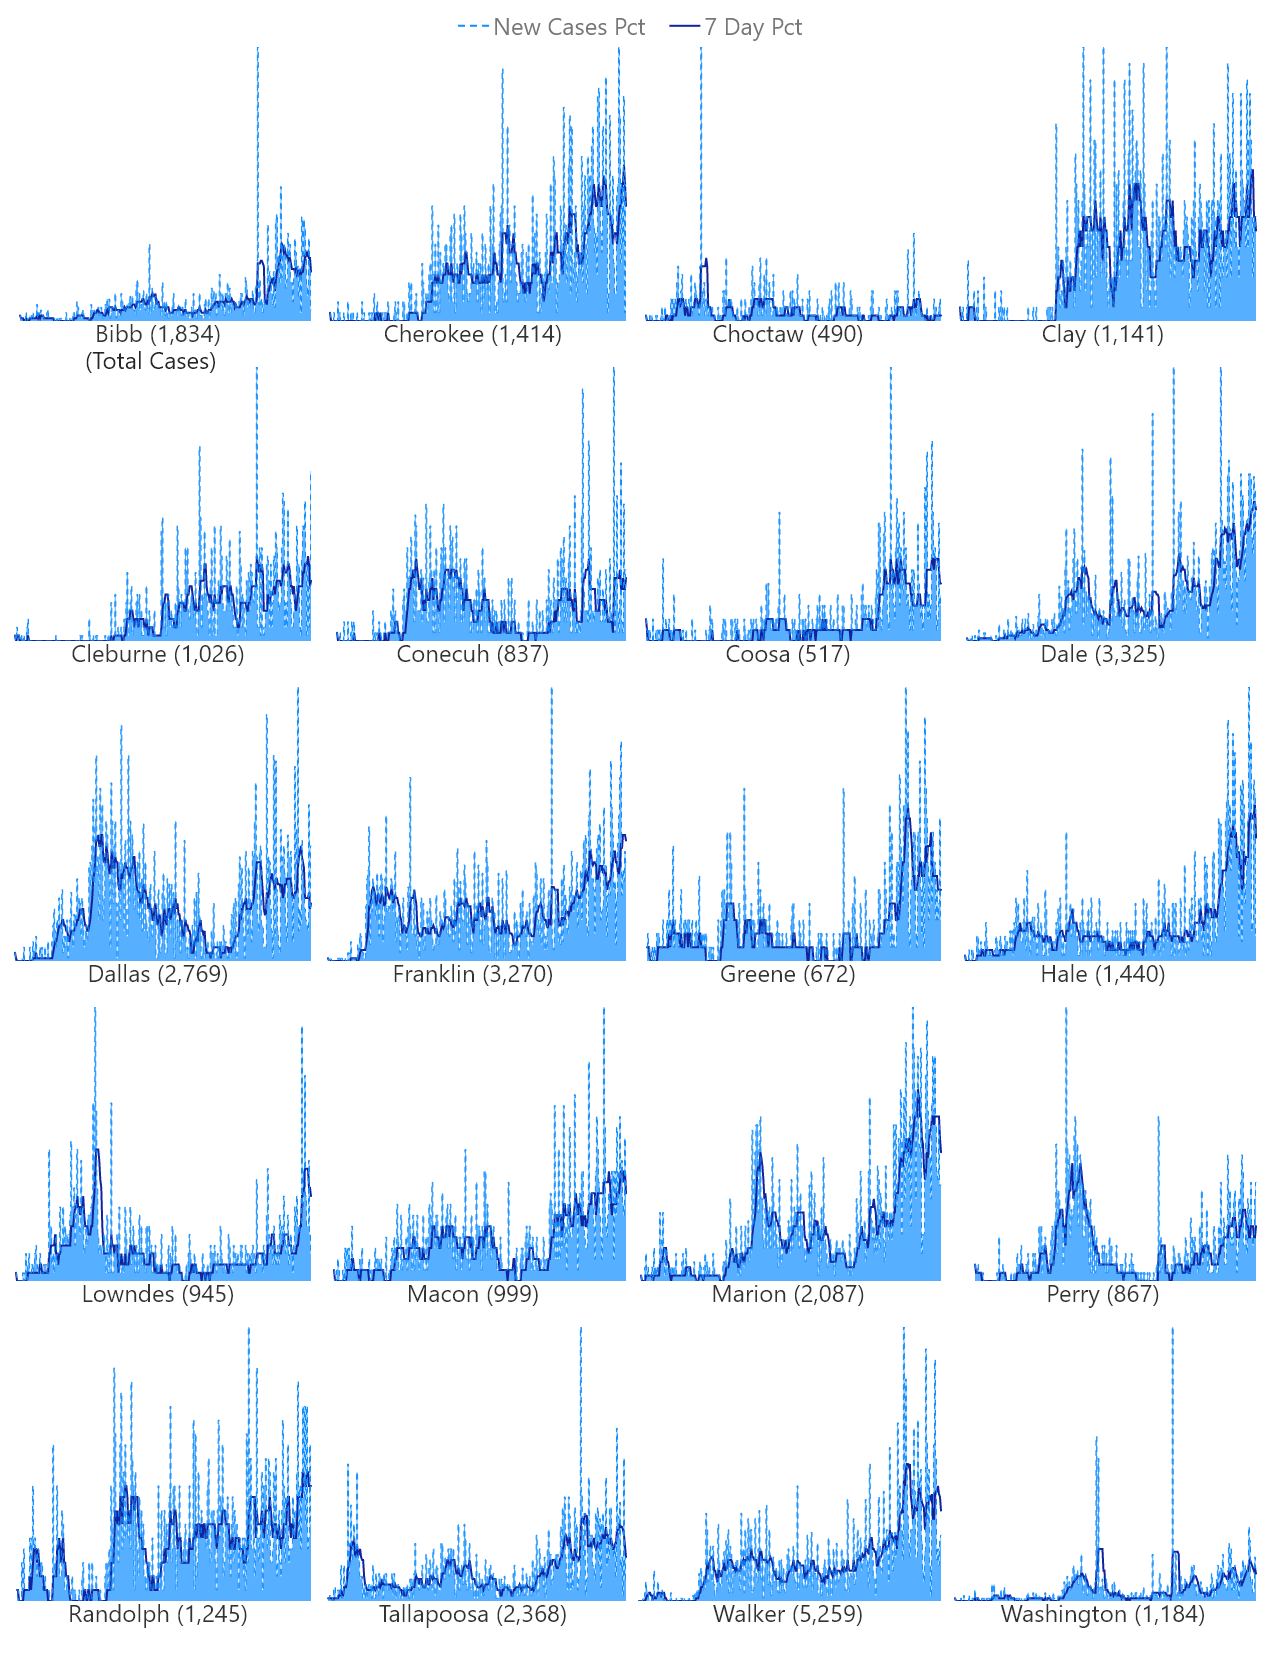 New Cases Pct 7 Day Pct
Bibb (1,834) Cherokee (1,414) Choctaw (490) Clay (1,141)
(Total Cases)
Cleburne (1,026) Conecuh (837) Coosa (517) Dale (3,325)
Dallas (2,769) Franklin (3,270) Greene (672) Hale (1,440)
Lowndes (945) Macon (999) Marion (2,087) Perry (867)
Randolph (1,245) Tallapoosa (2,368) Walker (5,259) Washington (1,184)